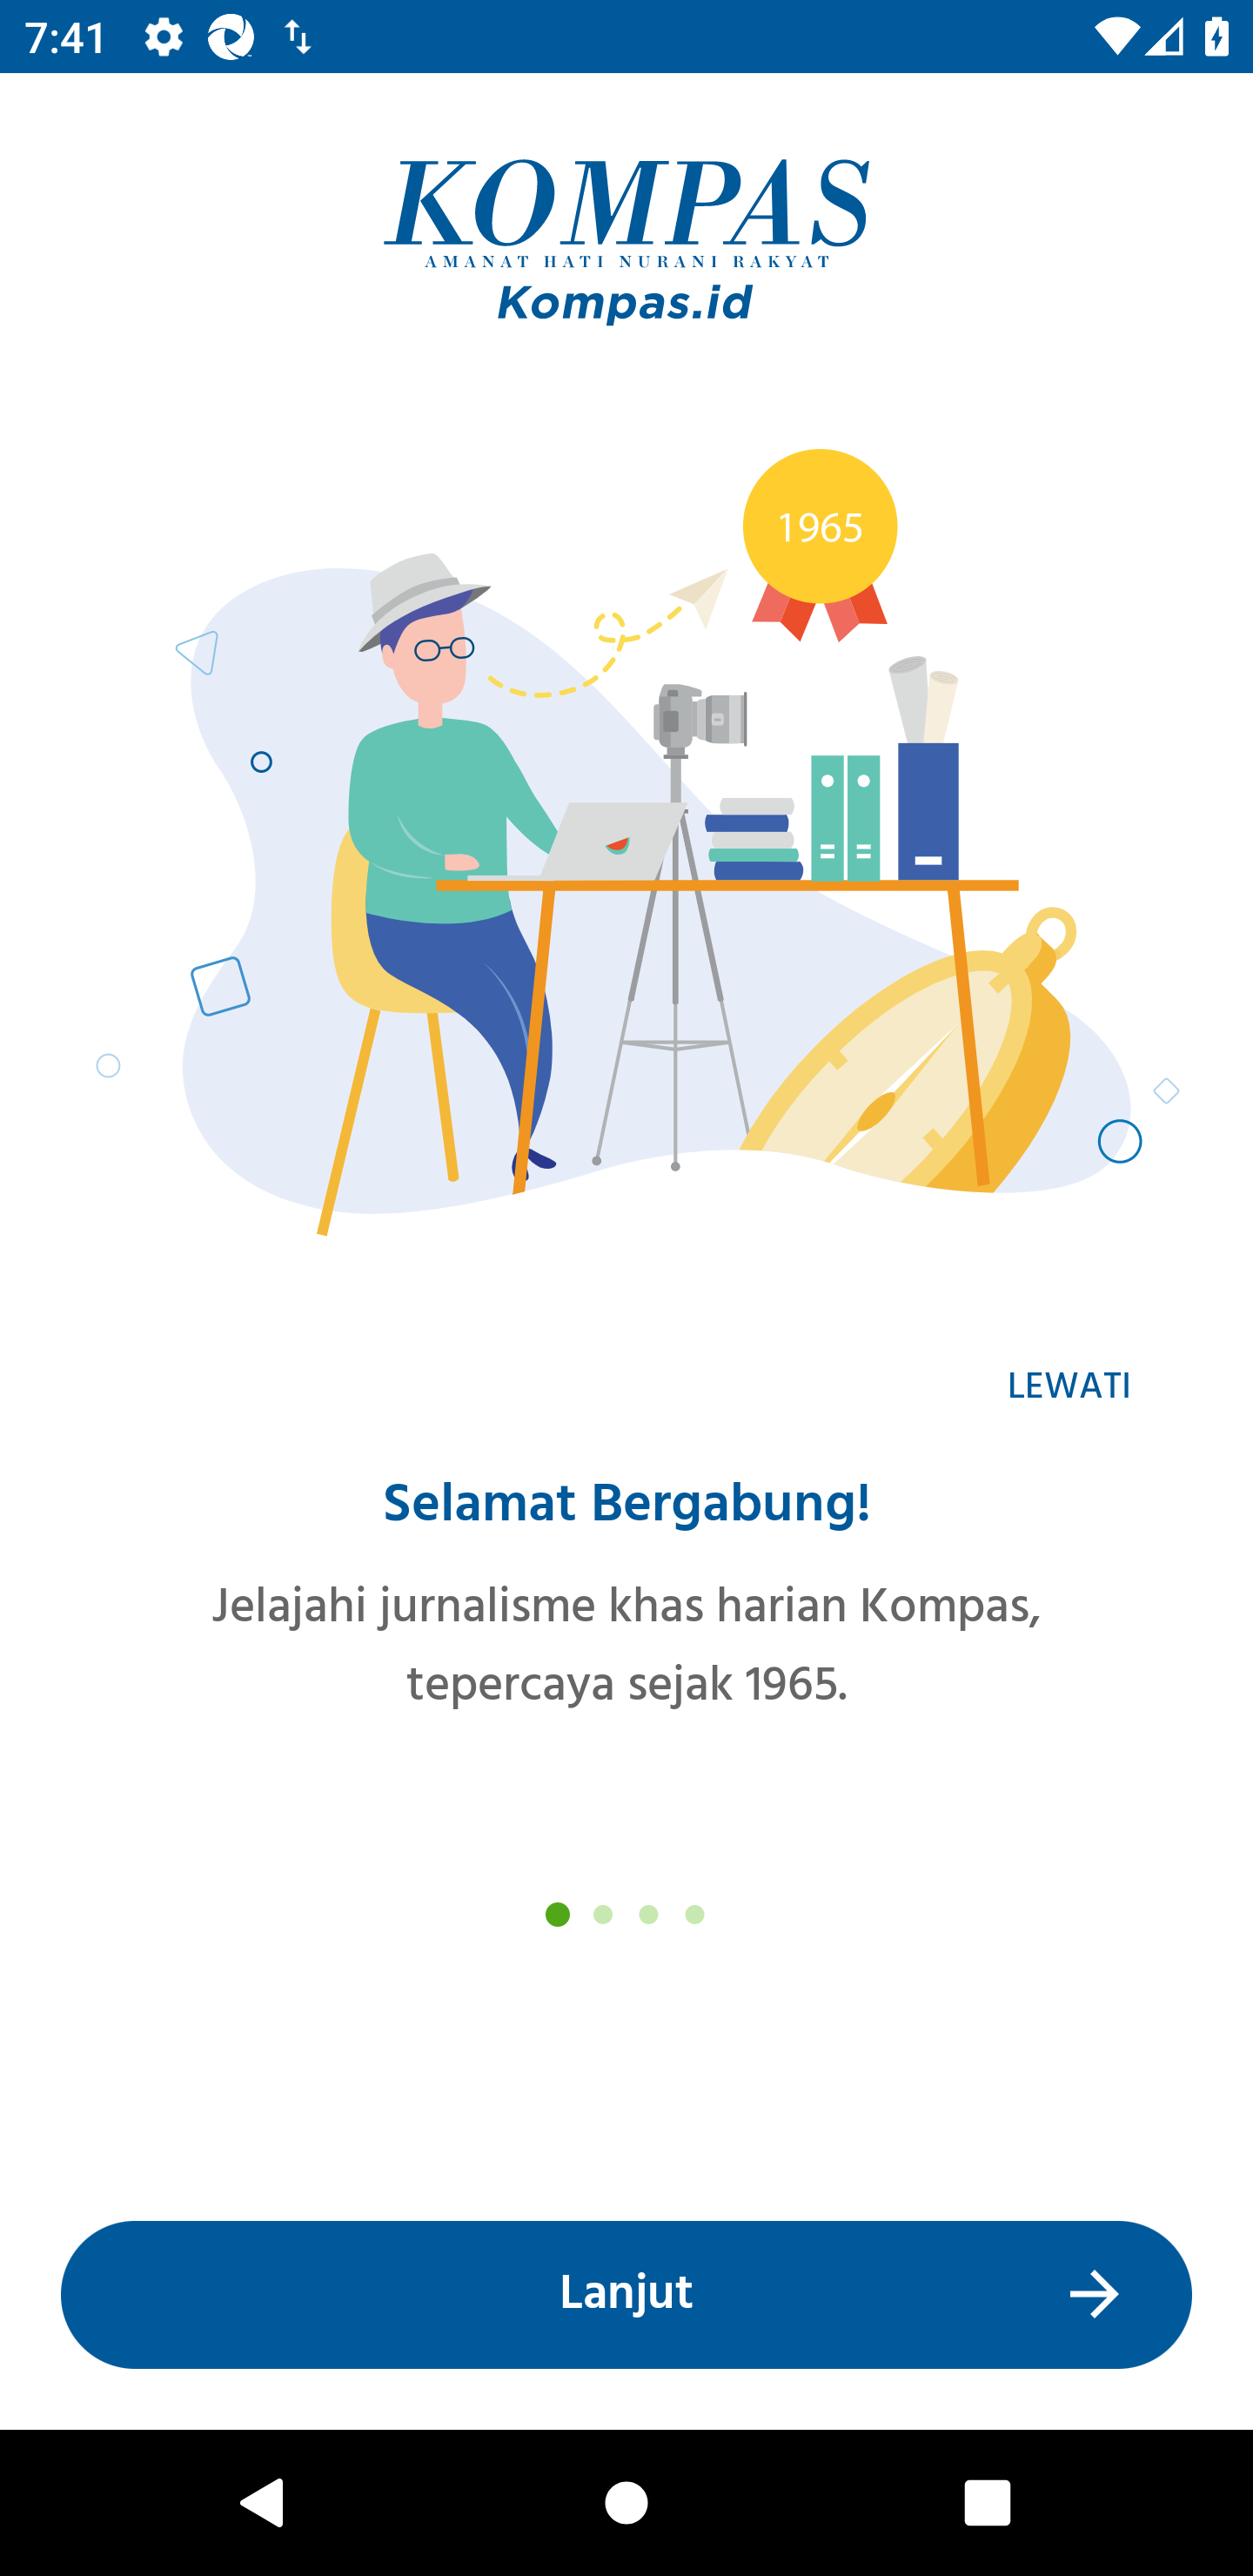 7:41
KOMPAS
AMANAT HATI NURANI RAKYAT
Kompas.id
1965
LEWATI
Selamat Bergabung!
Jelajahi jurnalisme khas harian Kompas,
tepercaya sejak 1965.
Lanjut